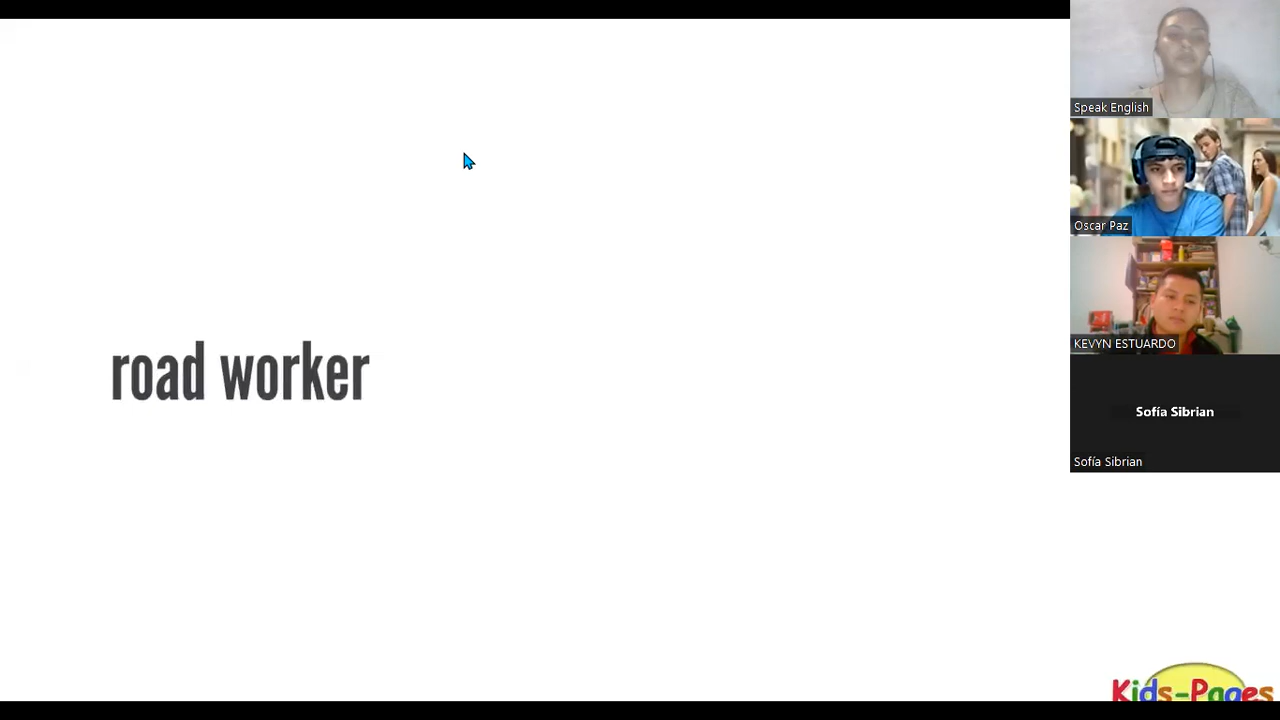 road worker
Speak English
Oscar Paz
KEVYN ESTUARDO
Sofía Sibrian
Sofía Sibrian
Kids-Pages